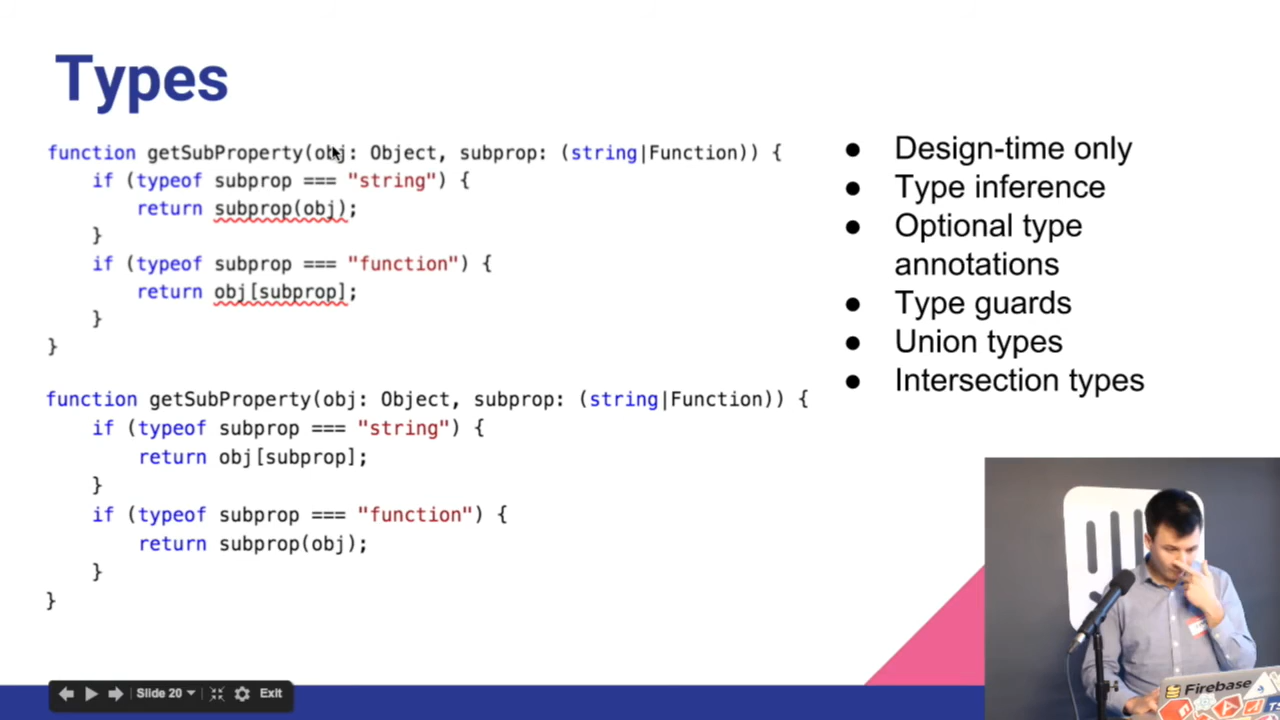 Types
function getSubProperty(obj: Object, subprop: (string|Function)) {
if (typeof subprop === "string") {
return subprop(obj);
}
if (typeof subprop === "function") {
return obj[subprop];
}
}
function getSubProperty(obj: Object, subprop: (string|Function)) {
if (typeof subprop === "string") {
return obj[subprop];
}
if (typeof subprop === "function") {
return subprop(obj);
}
}
● Design-time only
● Type inference
● Optional type
annotations
● Type guards
● Union types
● Intersection types
Slide 20
Exit
Firebase